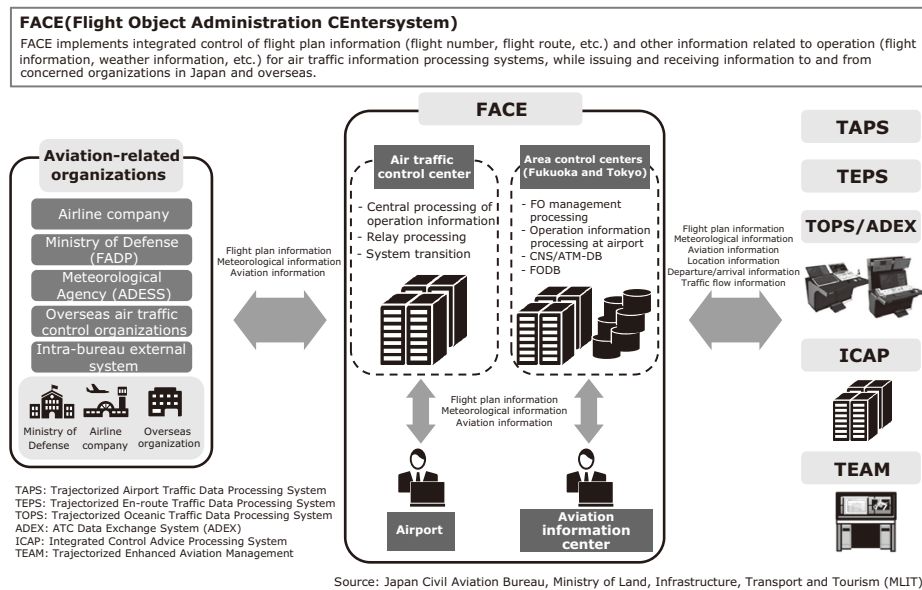 FACE(Flight Object Administration CEntersystem)
FACE implements integrated control of flight plan information (flight number, flight route, etc.) and other information related to operation (flight
information, weather information, etc.) for air traffic information processing systems, while issuing and receiving information to and from
concerned organizations in Japan and overseas.
Aviation-related
organizations
Airline company
Ministry of Defense
(FADP)
Meteorological
Agency (ADESS)
Overseas air traffic
control organizations
Intra-bureau external
system
Ministry of
Defense
Airline
company
Overseas
organization
Flight plan information
Meteorological information
Aviation information
FACE
Air traffic
control center
- Central processing of
operation information
- Relay processing
- System transition
Area control centers
(Fukuoka and Tokyo)
- FO management
processing
- Operation information
processing at airport
- CNS/ATM-DB
- FODB
Flight plan information
Meteorological information
Aviation information
Airport
Aviation
information
center
Flight plan information
Meteorological information
Aviation information
Location information
Departure/arrival information
Traffic flow information
TAPS
TEPS
TOPS/ADEX
ICAP
TEAM
TAPS: Trajectorized Airport Traffic Data Processing System
TEPS: Trajectorized En-route Traffic Data Processing System
TOPS: Trajectorized Oceanic Traffic Data Processing System
ADEX: ATC Data Exchange System (ADEX)
ICAP: Integrated Control Advice Processing System
TEAM: Trajectorized Enhanced Aviation Management
Source: Japan Civil Aviation Bureau, Ministry of Land, Infrastructure, Transport and Tourism (MLIT)